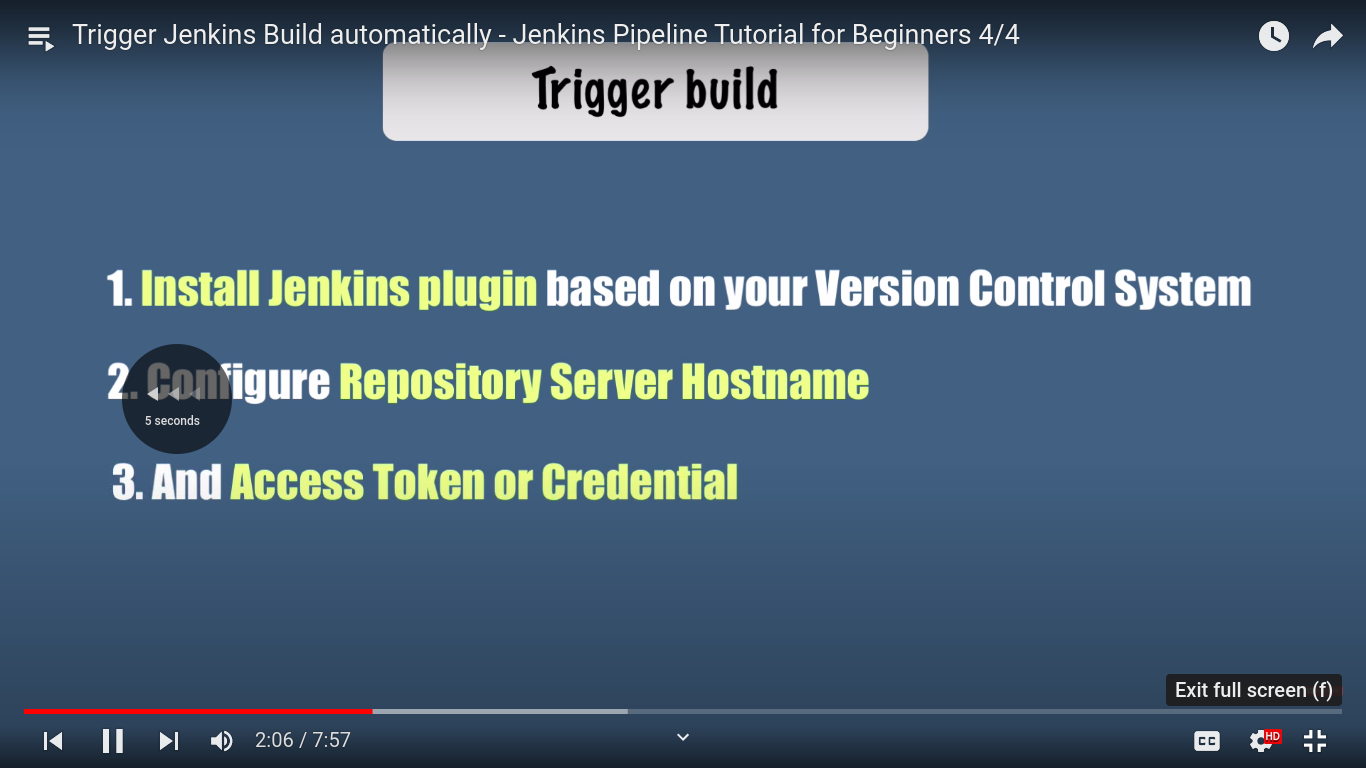 Trigger Jenkins Build automatically - Jenkins Pipeline Tutorial for Beginners 4/4
Trigger build
1. Install Jenkins plugin based on your Version Control System
2. Configure Repository Server Hostname
5 seconds
3. And Access Token or Credential
Exit full screen (f)
2:06 / 7:57
CC
HD